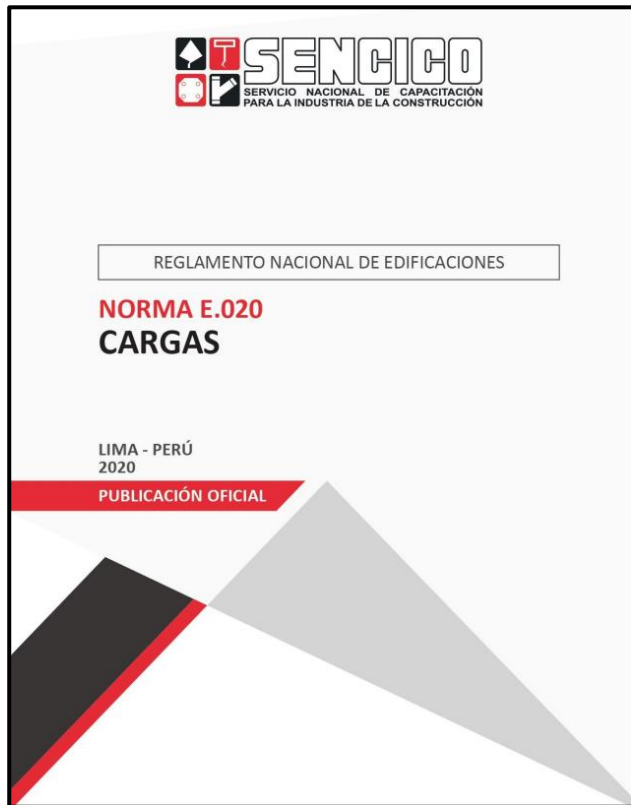 SENCICO
SERVICIO NACIONAL DE CAPACITACIÓN
PARA LA INDUSTRIA DE LA CONSTRUCCIÓN
REGLAMENTO NACIONAL DE EDIFICACIONES
NORMA E.020
CARGAS
LIMA - PERÚ
2020
PUBLICACIÓN OFICIAL